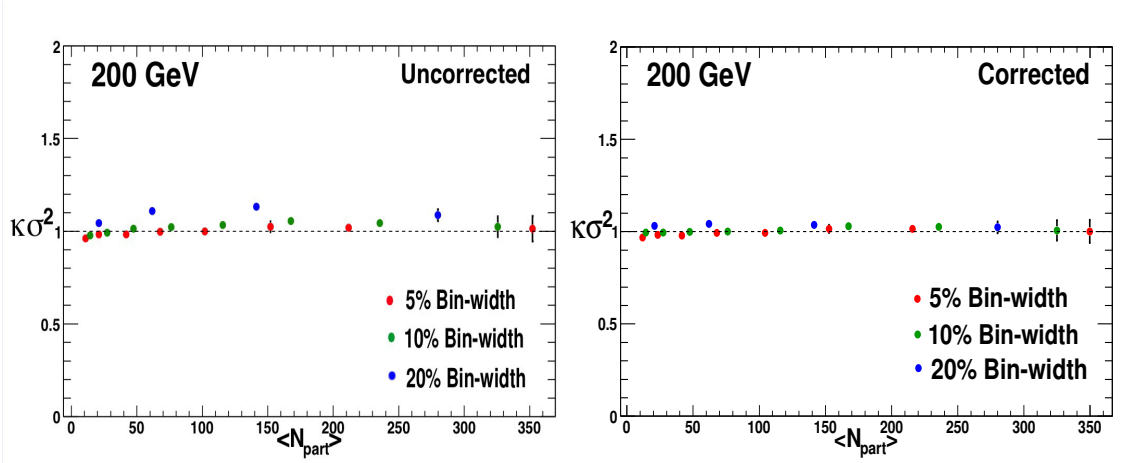 200 GeV
Uncorrected
2
1.5
κσ² 1
0.5
0
5% Bin-width
10% Bin-width
20% Bin-width
0 50 100 150 200 250 300 350
<N_part>
200 GeV
Corrected
2
1.5
κσ² 1
0.5
0
5% Bin-width
10% Bin-width
20% Bin-width
0 50 100 150 200 250 300 350
<N_part>